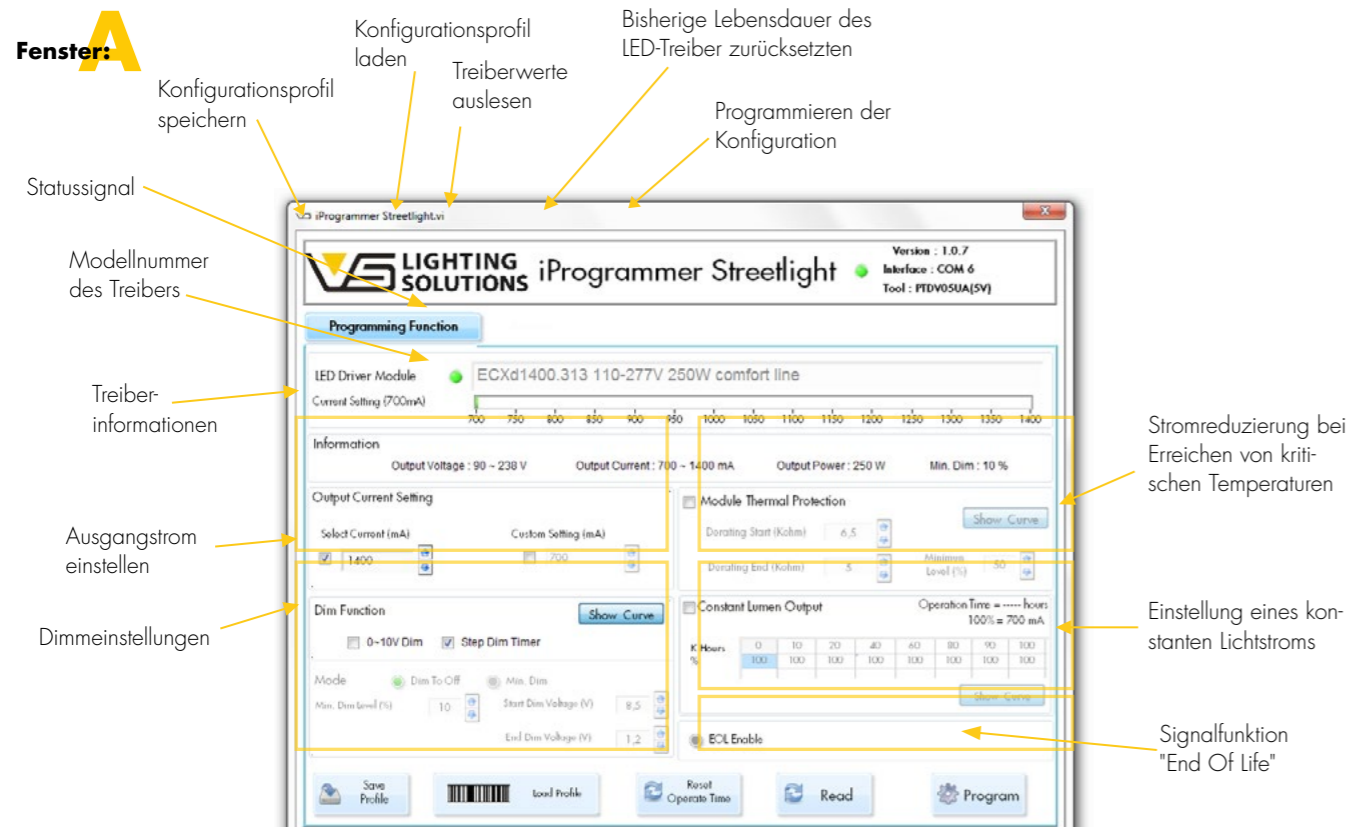 Fenster: A
Konfigurationsprofil
speichern
Konfigurationsprofil
laden
Treiberwerte
auslesen
Bisherige Lebensdauer des
LED-Treiber zurücksetzten
Programmieren der
Konfiguration
Statussignal
Modellnummer
des Treibers
Treiber-
informationen
Ausgangstrom
einstellen
Dimmeinstellungen
Stromreduzierung bei
Erreichen von kriti-
schen Temperaturen
Einstellung eines kon-
stanten Lichtstroms
Signalfunktion
"End Of Life"
iProgrammer Streetlight.vi
VS LIGHTING
SOLUTIONS
iProgrammer Streetlight
Version : 1.0.7
Interface : COM 6
Tool : PTDV05UA(5V)
Programming Function
LED Driver Module
ECXd1400.313 110-277V 250W comfort line
Current Setting (700mA)
700 750 800 850 900 950 1000 1050 1100 1150 1200 1250 1300 1350 1400
Information
Output Voltage : 90 ~ 238 V Output Current : 700 ~ 1400 mA Output Power : 250 W Min. Dim : 10 %
Output Current Setting
Select Current (mA) Custom Setting (mA)
1400 700
Module Thermal Protection
Show Curve
Derating Start (Kohm) 6,5
Derating End (Kohm) 5
Minimun
Level (%) 50
Dim Function
Show Curve
0~10V Dim Step Dim Timer
Mode Dim To Off Min. Dim
Min. Dim Level (%) 10 Start Dim Voltage (V) 8,5
End Dim Voltage (V) 1,2
Constant Lumen Output
Operation Time = ----- hours
100% = 700 mA
K Hours 0 10 20 40 60 80 90 100
% 100 100 100 100 100 100 100 100
Show Curve
EOL Enable
Save
Profile
Load Profile
Reset
Operate Time
Read
Program